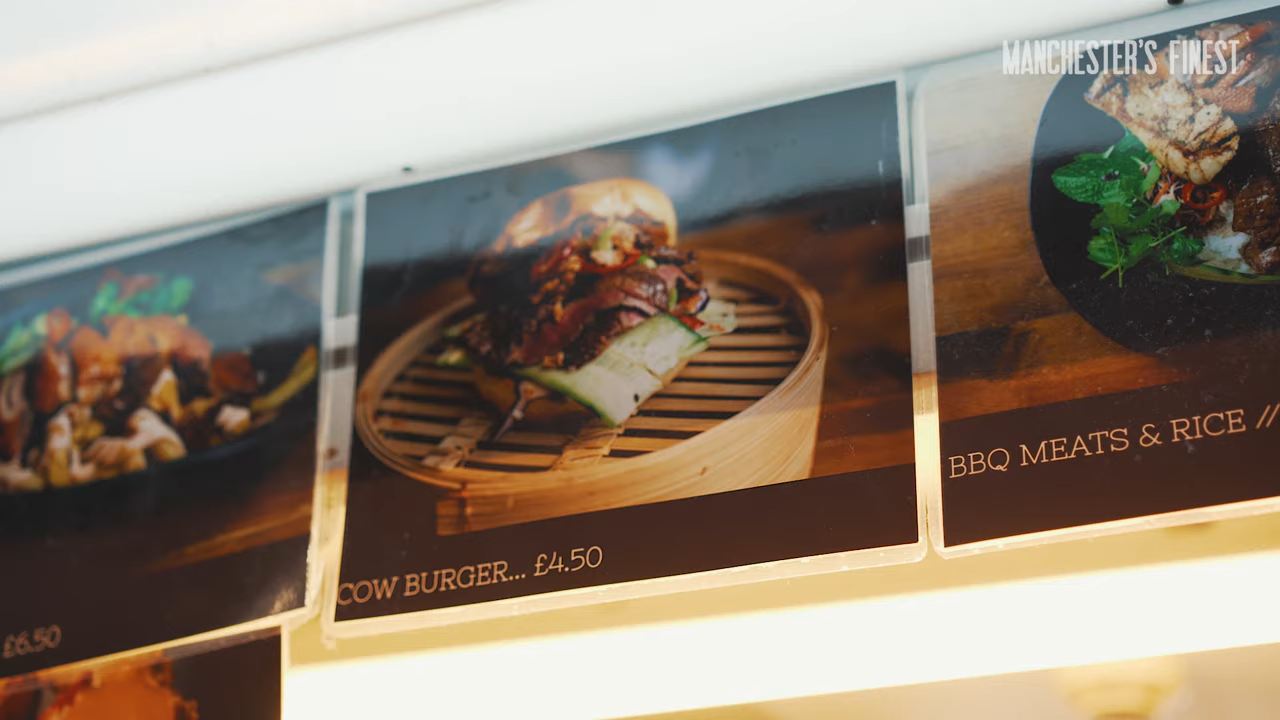 MANCHESTER'S FINEST
BBQ MEATS & RICE //
COW BURGER... £4.50
£6.50